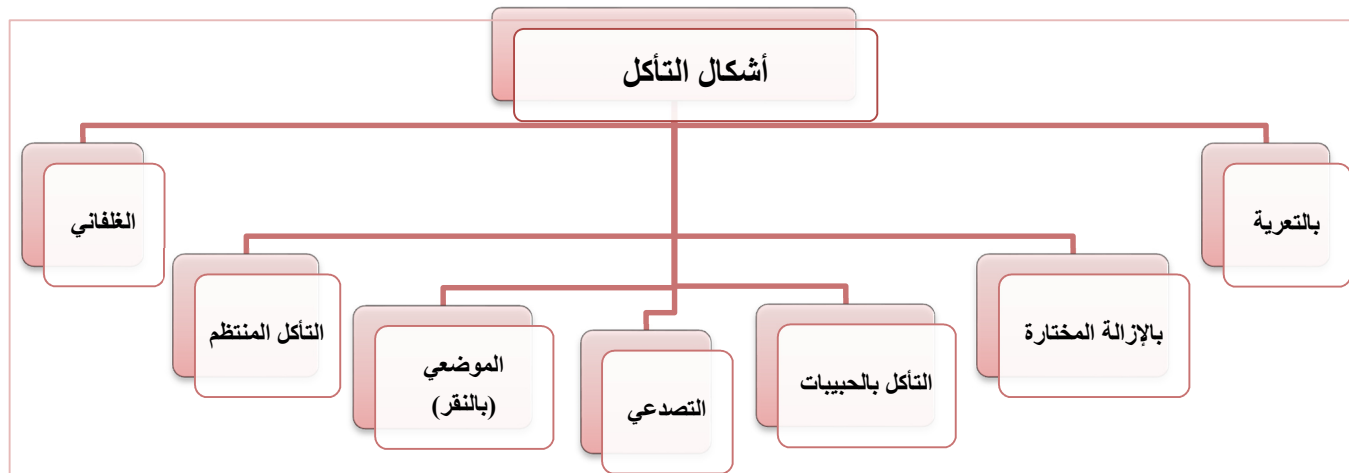 أشكال التآكل
بالتعرية
الغلفاني
بالإزالة المختارة
التآكل المنتظم
التآكل بالحبيبات
الموضعي
(بالنقر)
التصدعي